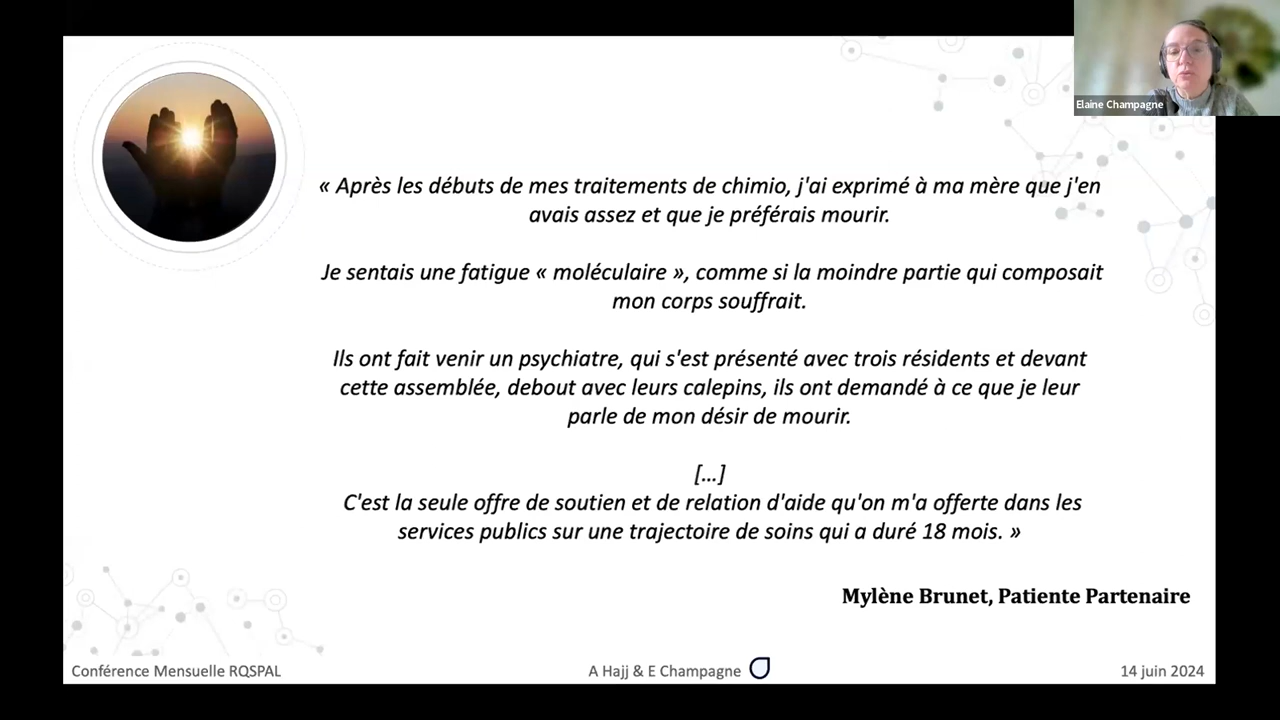 Elaine Champagne
« Après les débuts de mes traitements de chimio, j'ai exprimé à ma mère que j'en
avais assez et que je préférais mourir.
Je sentais une fatigue « moléculaire », comme si la moindre partie qui composait
mon corps souffrait.
Ils ont fait venir un psychiatre, qui s'est présenté avec trois résidents et devant
cette assemblée, debout avec leurs calepins, ils ont demandé à ce que je leur
parle de mon désir de mourir.
[...]
C'est la seule offre de soutien et de relation d'aide qu'on m'a offerte dans les
services publics sur une trajectoire de soins qui a duré 18 mois. »
Mylène Brunet, Patiente Partenaire
Conférence Mensuelle RQSPAL
A Hajj & E Champagne
14 juin 2024